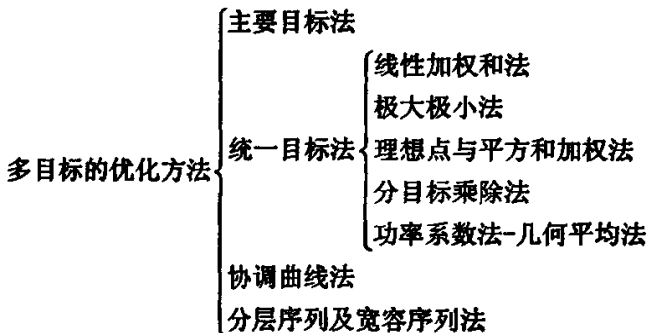 主要目标法
线性加权和法
极大极小法
多目标的优化方法
统一目标法
理想点与平方和加权法
分目标乘除法
功率系数法-几何平均法
协调曲线法
分层序列及宽容序列法